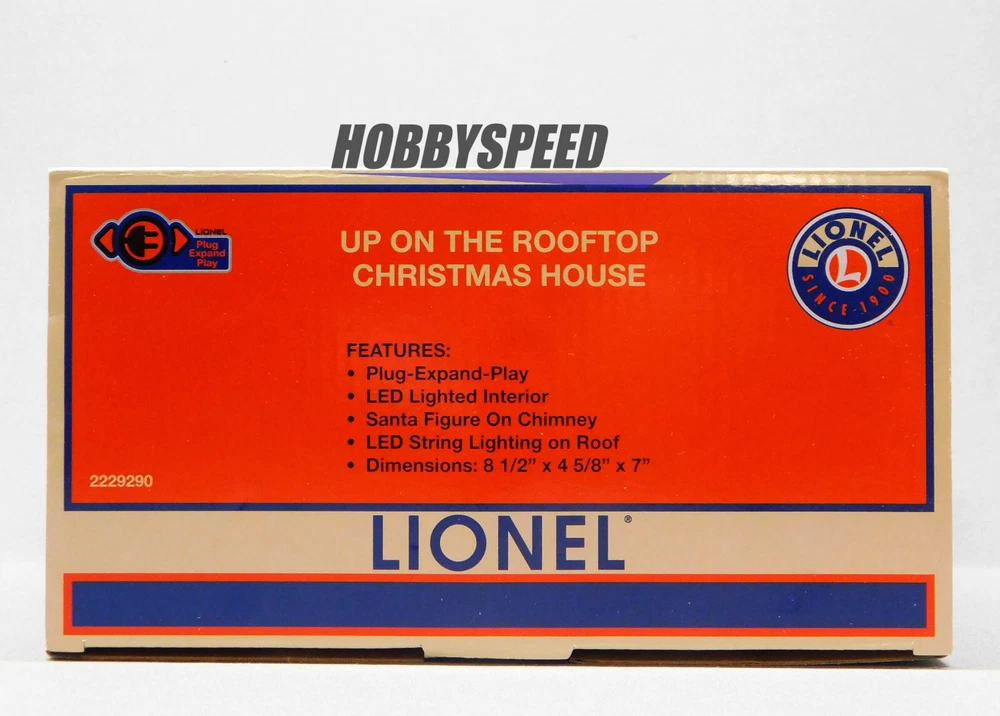 HOBBYSPEED
LIONEL
Plug
Expand
Play
UP ON THE ROOFTOP
CHRISTMAS HOUSE
LIONEL
L
SINCE-1900
FEATURES:
• Plug-Expand-Play
• LED Lighted Interior
• Santa Figure On Chimney
• LED String Lighting on Roof
• Dimensions: 8 1/2” x 4 5/8” x 7”
2229290
LIONEL®